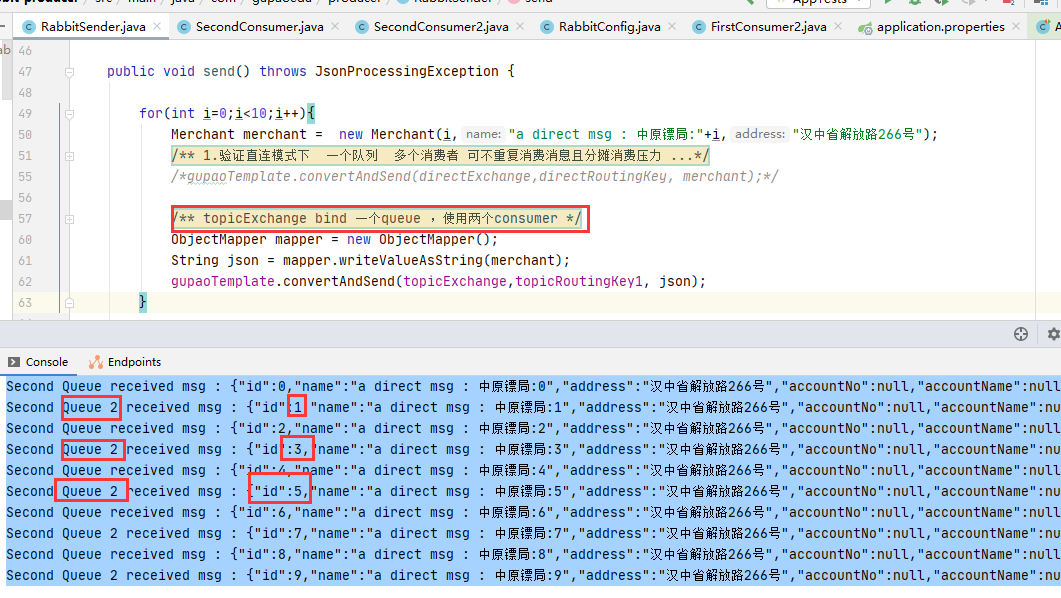 RabbitSender.java SecondConsumer.java SecondConsumer2.java RabbitConfig.java FirstConsumer2.java application.properties
46
47 public void send() throws JsonProcessingException {
48
49 for(int i=0;i<10;i++){
50 Merchant merchant = new Merchant(i, name: "a direct msg : 中原镖局:"+i, address: "汉中省解放路266号");
51 /** 1.验证直连模式下 一个队列 多个消费者 可不重复消费消息且分摊消费压力 ...*/
55 /*gupaoTemplate.convertAndSend(directExchange,directRoutingKey, merchant);*/
56
57 /** topicExchange bind 一个queue ，使用两个consumer */
60 ObjectMapper mapper = new ObjectMapper();
61 String json = mapper.writeValueAsString(merchant);
62 gupaoTemplate.convertAndSend(topicExchange,topicRoutingKey1, json);
63 }
Console Endpoints
Second Queue received msg : {"id":0,"name":"a direct msg : 中原镖局:0","address":"汉中省解放路266号","accountNo":null,"accountName":null
Second Queue 2 received msg : {"id":1,"name":"a direct msg : 中原镖局:1","address":"汉中省解放路266号","accountNo":null,"accountName":nu
Second Queue received msg : {"id":2,"name":"a direct msg : 中原镖局:2","address":"汉中省解放路266号","accountNo":null,"accountName":null
Second Queue 2 received msg : {"id":3,"name":"a direct msg : 中原镖局:3","address":"汉中省解放路266号","accountNo":null,"accountName":nu
Second Queue received msg : {"id":4,"name":"a direct msg : 中原镖局:4","address":"汉中省解放路266号","accountNo":null,"accountName":null
Second Queue 2 received msg : {"id":5,"name":"a direct msg : 中原镖局:5","address":"汉中省解放路266号","accountNo":null,"accountName":nu
Second Queue received msg : {"id":6,"name":"a direct msg : 中原镖局:6","address":"汉中省解放路266号","accountNo":null,"accountName":null
Second Queue 2 received msg : {"id":7,"name":"a direct msg : 中原镖局:7","address":"汉中省解放路266号","accountNo":null,"accountName":nu
Second Queue received msg : {"id":8,"name":"a direct msg : 中原镖局:8","address":"汉中省解放路266号","accountNo":null,"accountName":null
Second Queue 2 received msg : {"id":9,"name":"a direct msg : 中原镖局:9","address":"汉中省解放路266号","accountNo":null,"accountName":nu